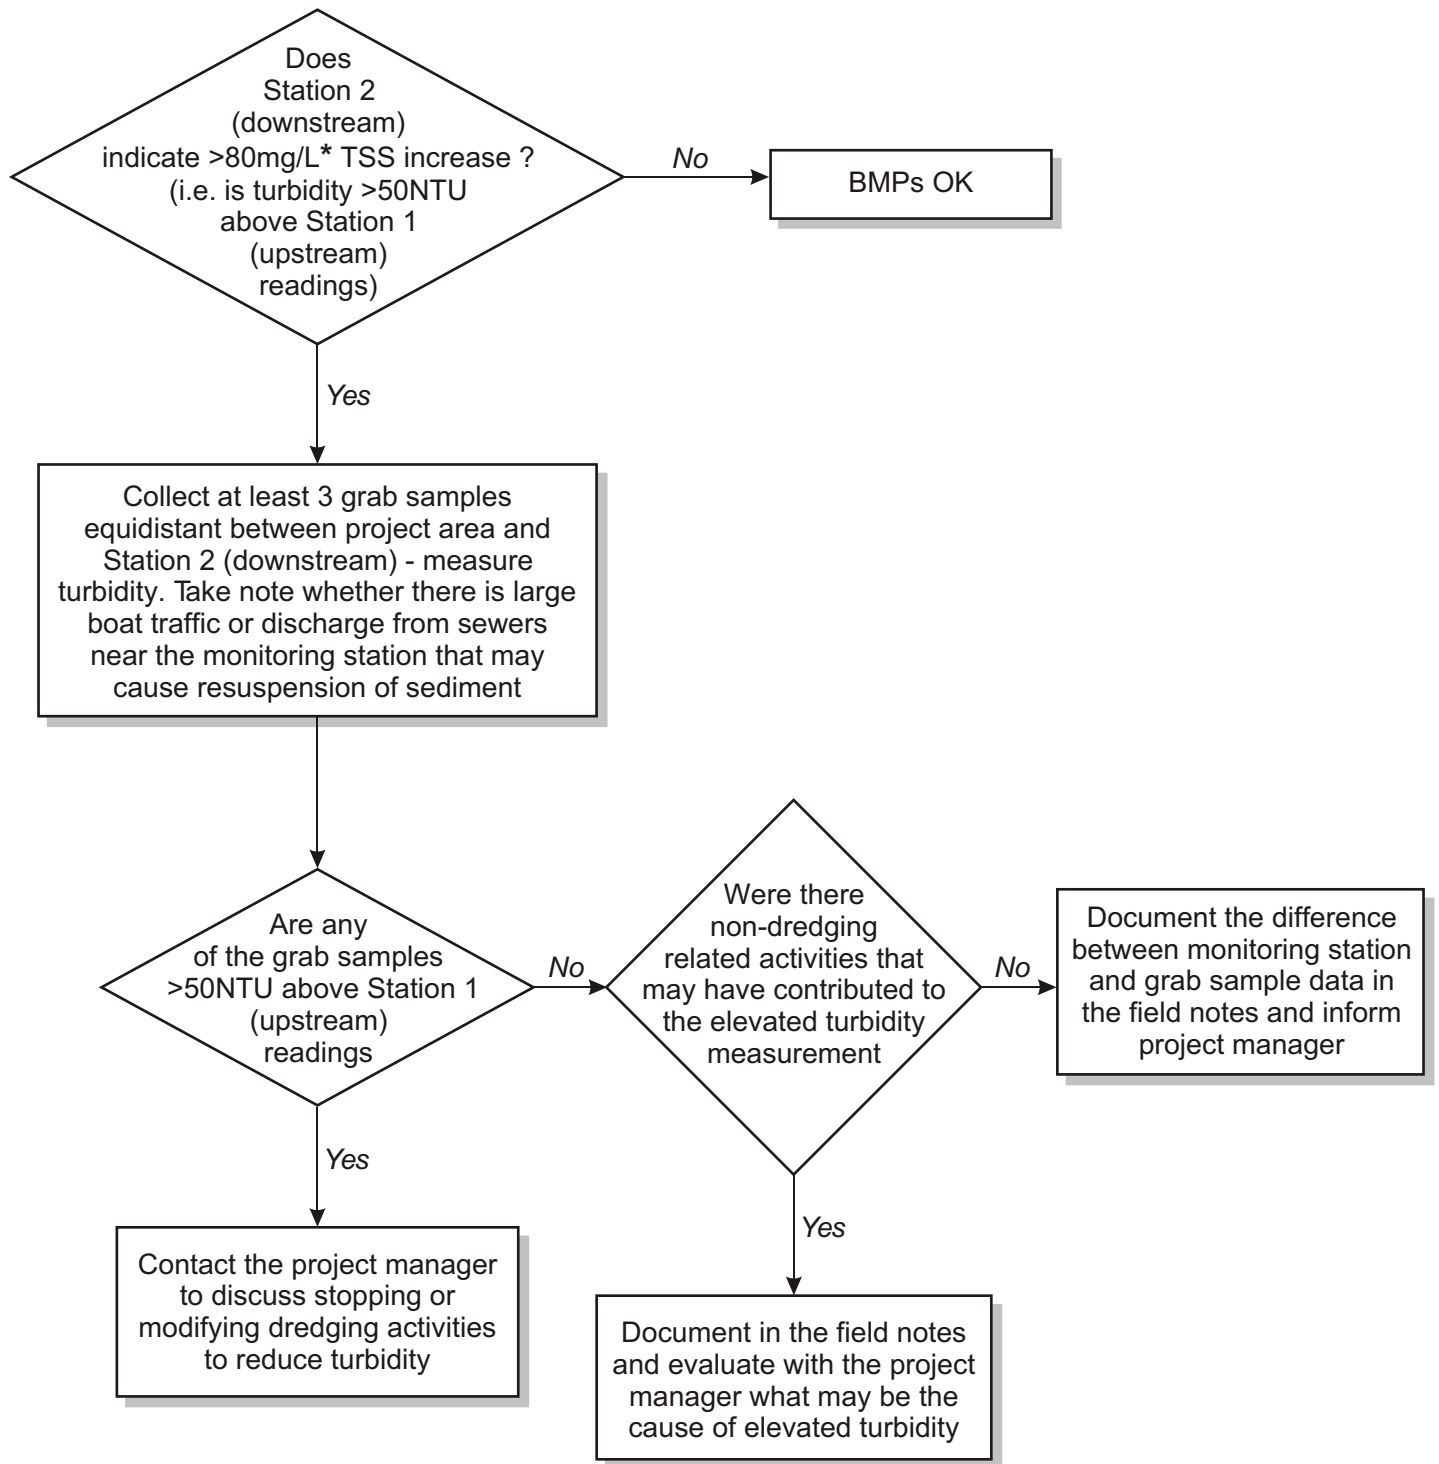 Does
Station 2
(downstream)
indicate >80mg/L* TSS increase ?
(i.e. is turbidity >50NTU
above Station 1
(upstream)
readings)
No
BMPs OK
Yes
Collect at least 3 grab samples
equidistant between project area and
Station 2 (downstream) - measure
turbidity. Take note whether there is large
boat traffic or discharge from sewers
near the monitoring station that may
cause resuspension of sediment
Are any
of the grab samples
>50NTU above Station 1
(upstream)
readings
No
Were there
non-dredging
related activities that
may have contributed to
the elevated turbidity
measurement
No
Document the difference
between monitoring station
and grab sample data in
the field notes and inform
project manager
Yes
Contact the project manager
to discuss stopping or
modifying dredging activities
to reduce turbidity
Yes
Document in the field notes
and evaluate with the project
manager what may be the
cause of elevated turbidity